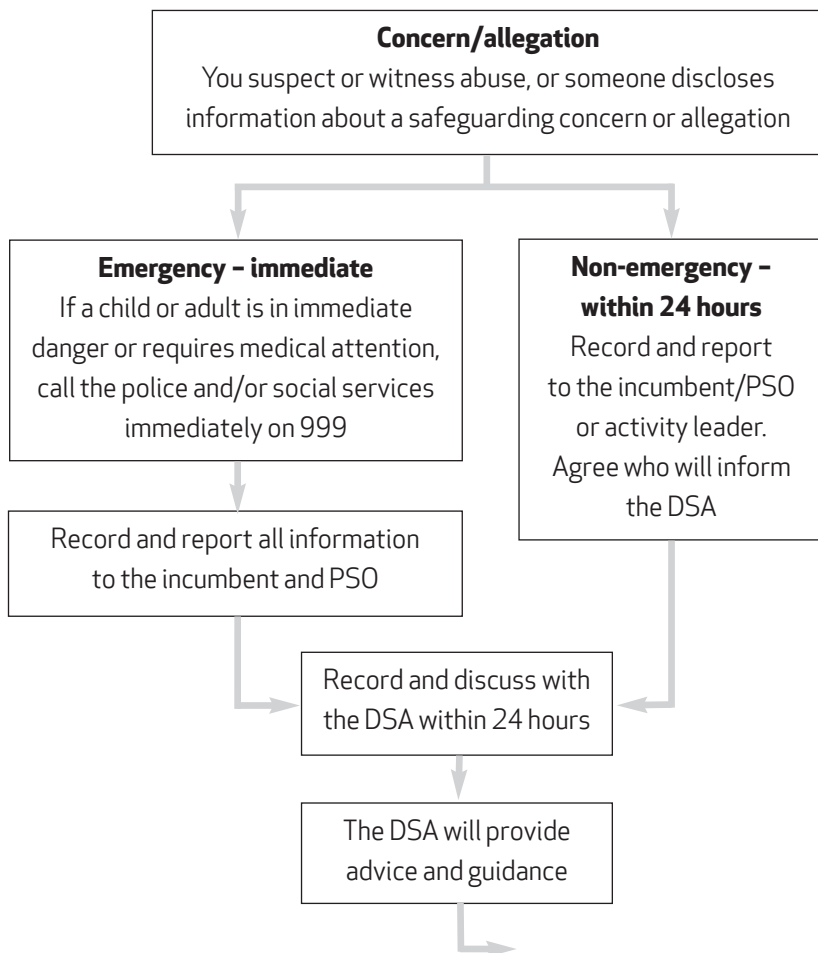 Concern/allegation
You suspect or witness abuse, or someone discloses
information about a safeguarding concern or allegation
Emergency – immediate
If a child or adult is in immediate
danger or requires medical attention,
call the police and/or social services
immediately on 999
Non-emergency –
within 24 hours
Record and report
to the incumbent/PSO
or activity leader.
Agree who will inform
the DSA
Record and report all information
to the incumbent and PSO
Record and discuss with
the DSA within 24 hours
The DSA will provide
advice and guidance